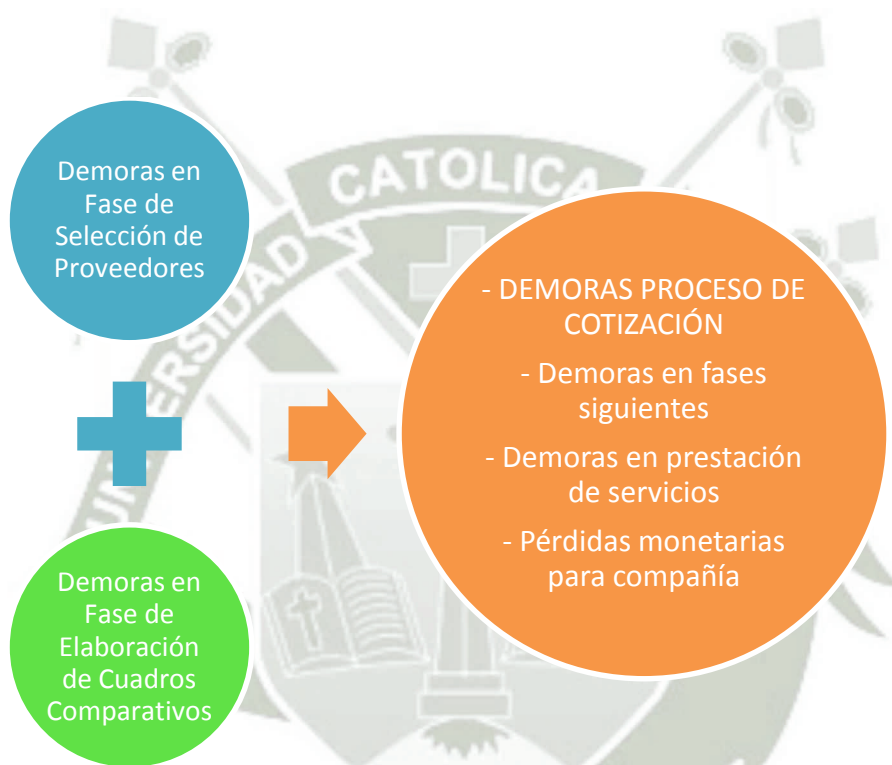 Demoras en
Fase de
Selección de
Proveedores
Demoras en
Fase de
Elaboración
de Cuadros
Comparativos
- DEMORAS PROCESO DE
COTIZACIÓN
- Demoras en fases
siguientes
- Demoras en prestación
de servicios
- Pérdidas monetarias
para compañía
UNIVERSIDAD
CATOLICA